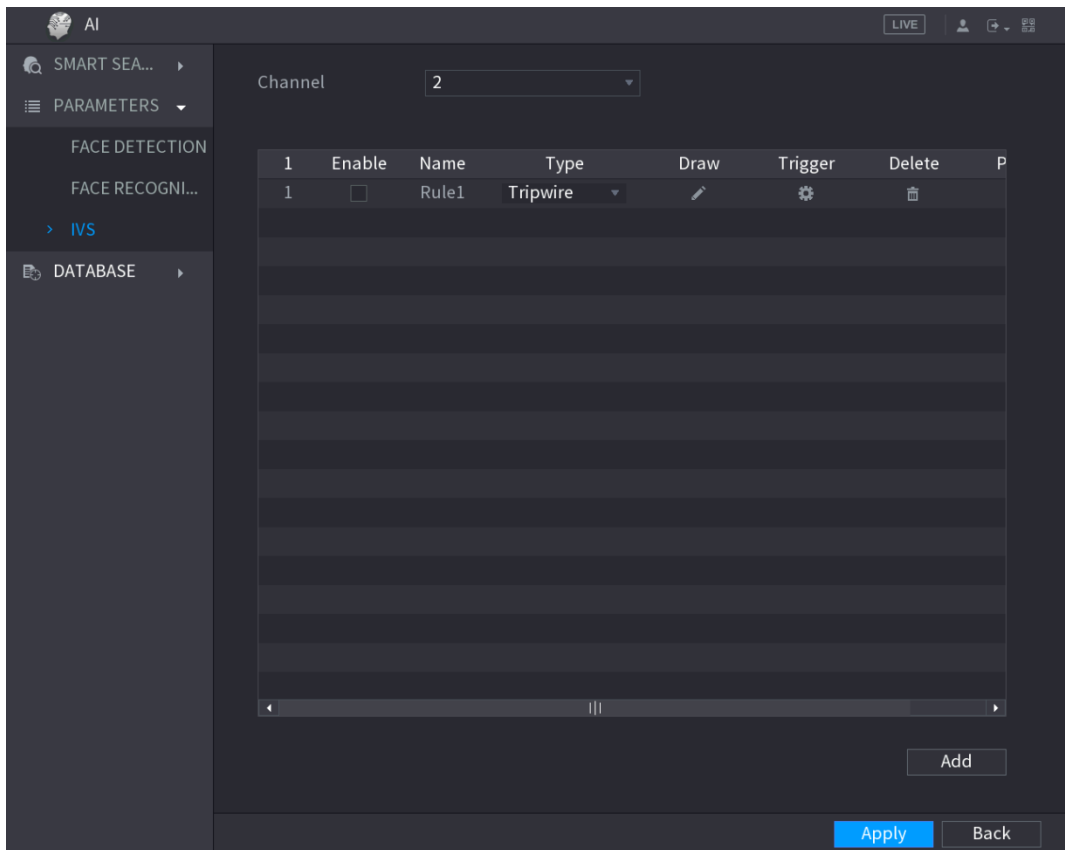 AI
LIVE
SMART SEA...
PARAMETERS
FACE DETECTION
FACE RECOGNI...
IVS
DATABASE
Channel 2
1 Enable Name Type Draw Trigger Delete P
1 Rule1 Tripwire
Add
Apply Back